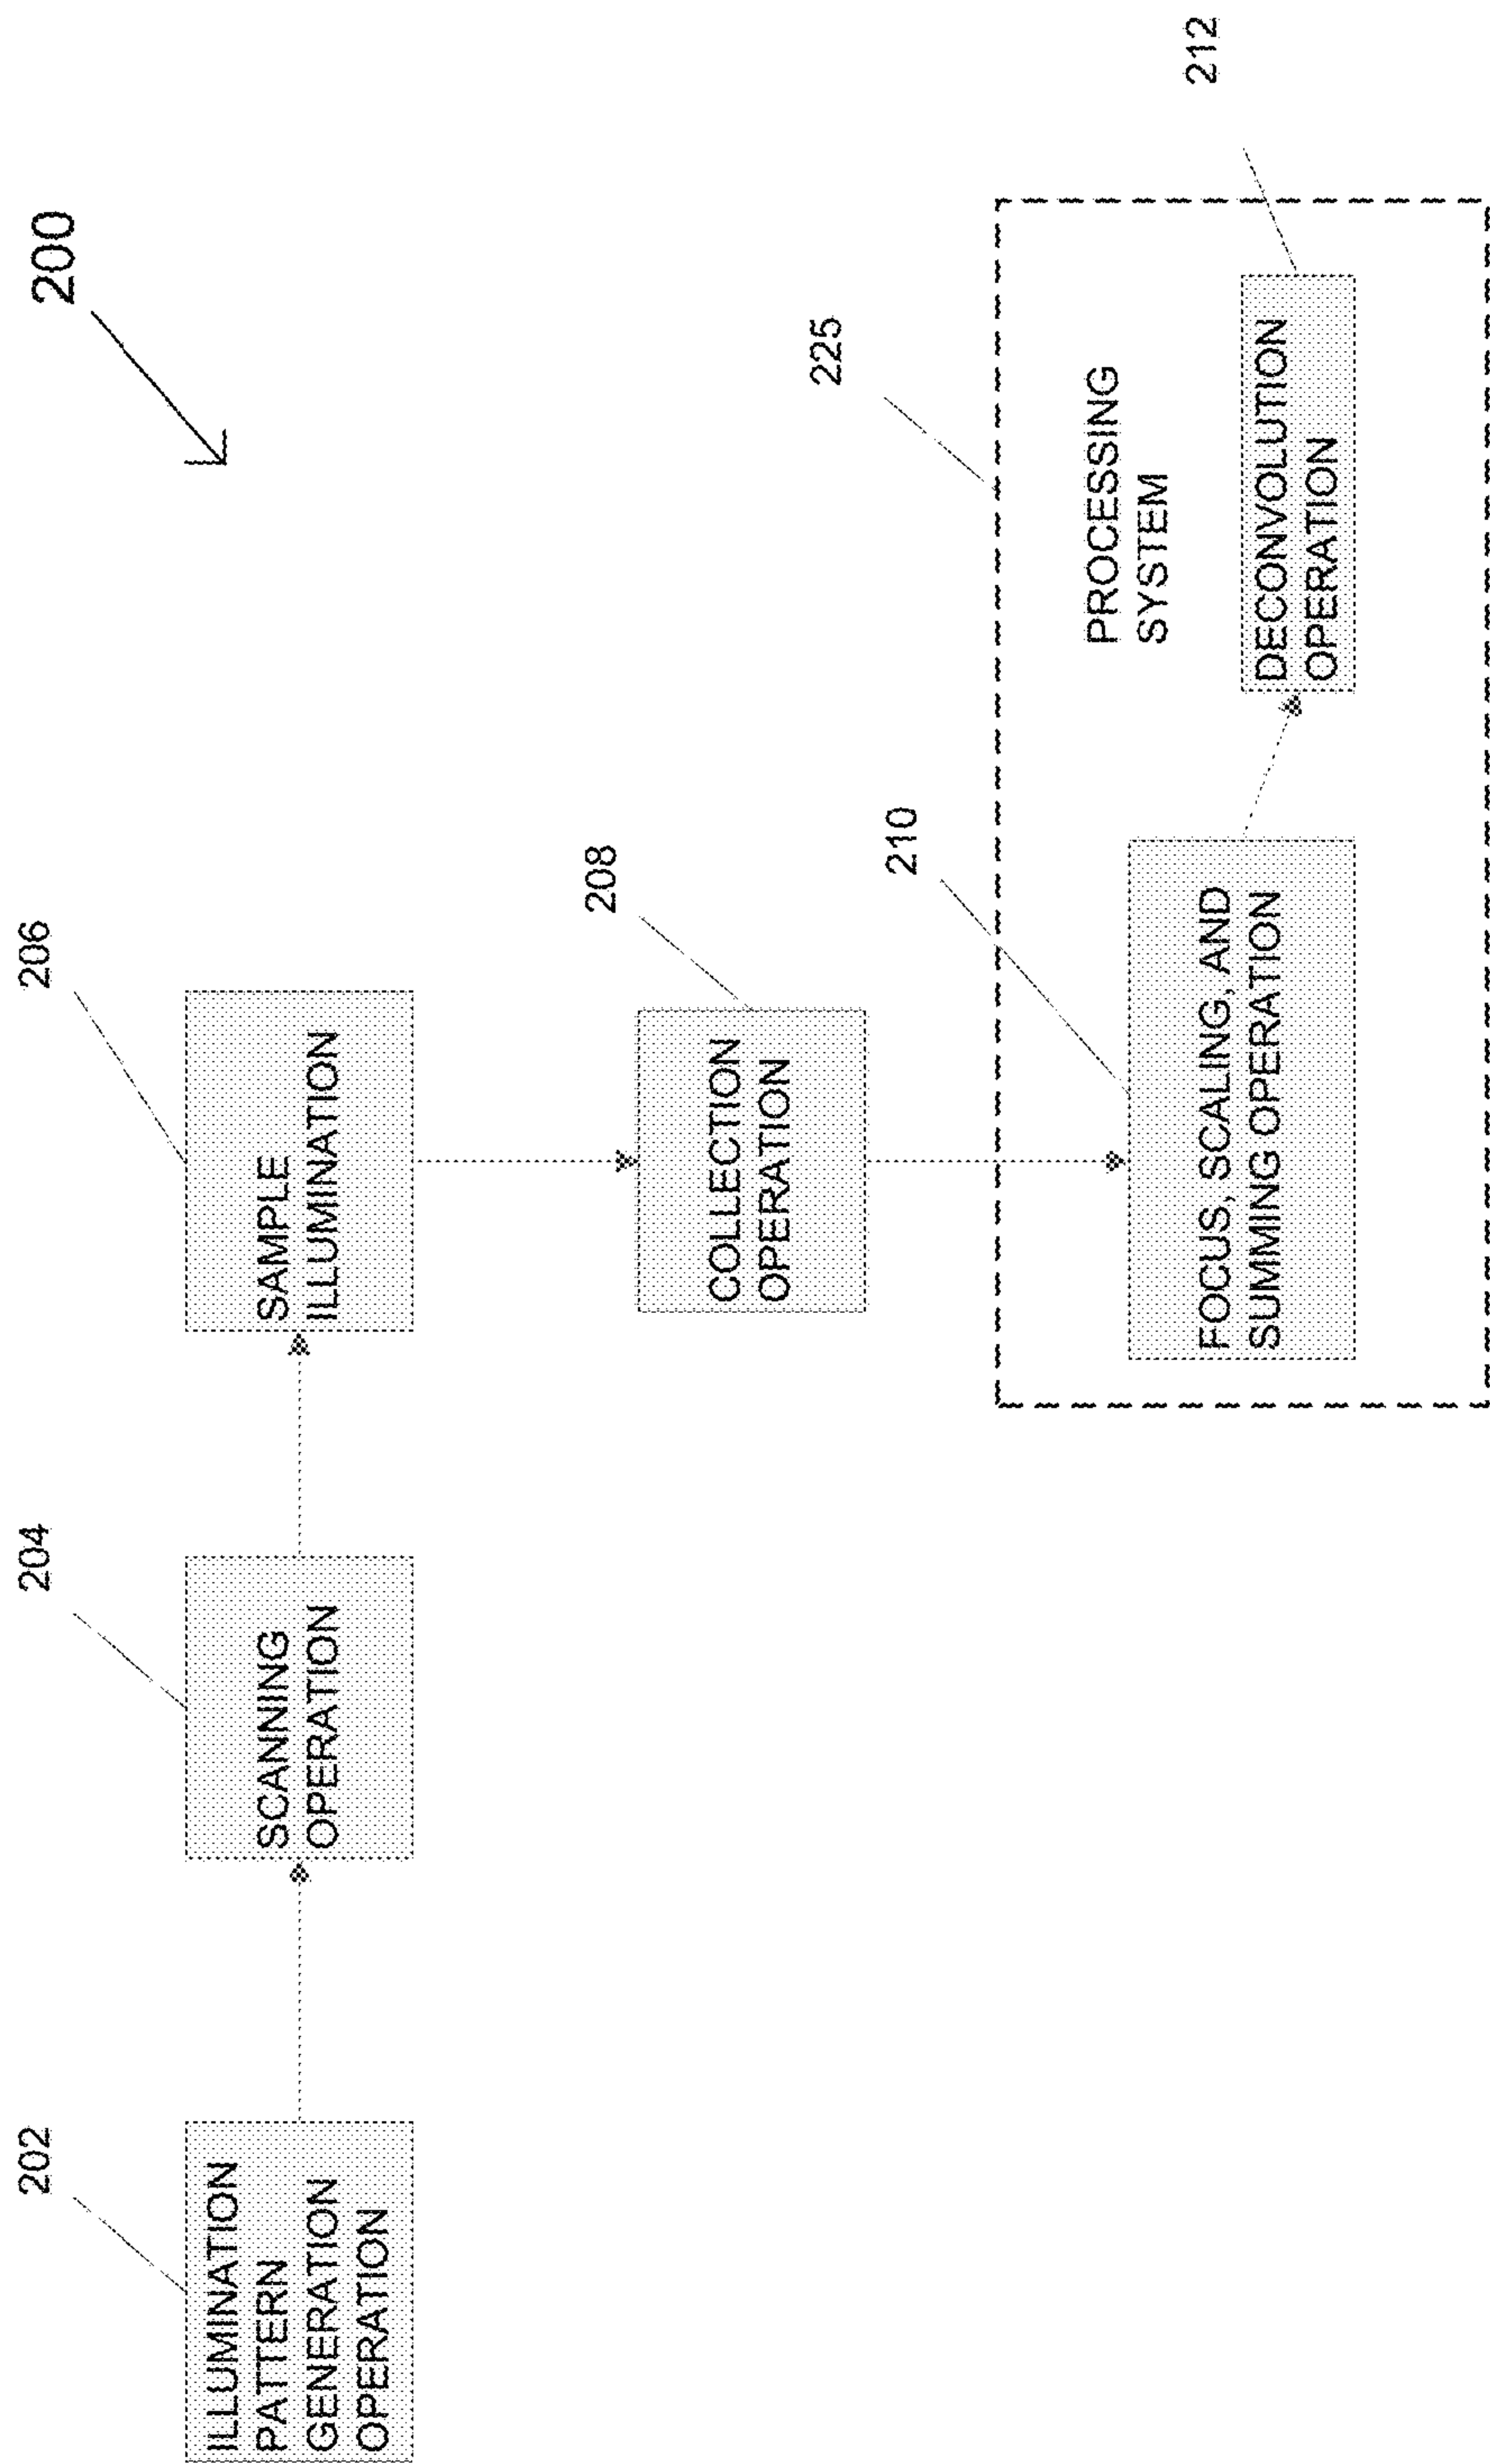 200
202
ILLUMINATION
PATTERN
GENERATION
OPERATION
204
SCANNING
OPERATION
206
SAMPLE
ILLUMINATION
208
COLLECTION
OPERATION
225
PROCESSING
SYSTEM
210
FOCUS, SCALING, AND
SUMMING OPERATION
212
DECONVOLUTION
OPERATION